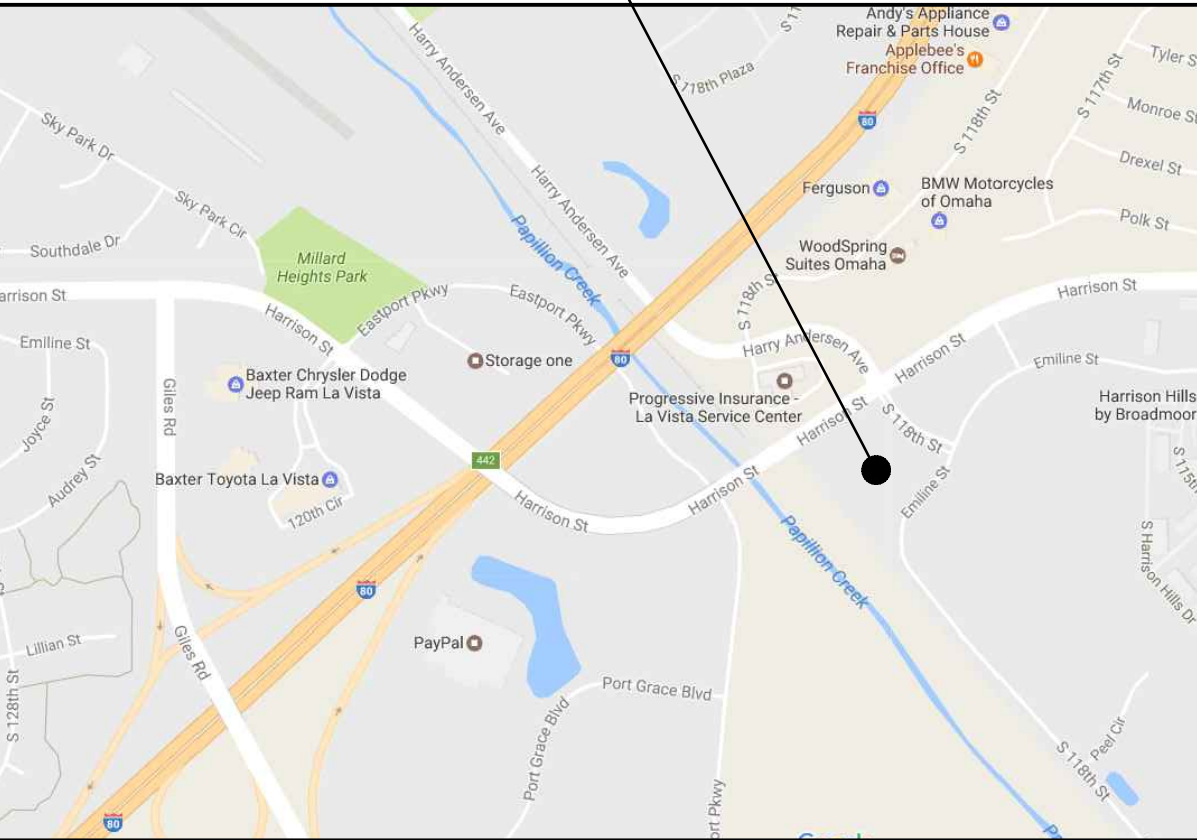 Andy's Appliance
Repair & Parts House
Applebee's
Franchise Office
S 11
Harry Andersen Ave
S 118th Plaza
Tyler S
S 117th St
80
Monroe St
S 118th St
Sky Park Dr
Drexel St
Harry Andersen Ave
Ferguson
BMW Motorcycles
of Omaha
Sky Park Cir
Polk St
Southdale Dr
Papillion Creek
WoodSpring
Suites Omaha
Millard
Heights Park
S 118th St
Harrison St
arrison St
Eastport Pkwy
Eastport Pkwy
Harrison St
Emiline St
Harry Andersen Ave
Harrison St
Emiline St
80
Storage one
Baxter Chrysler Dodge
Jeep Ram La Vista
Giles Rd
Joyce St
Progressive Insurance -
La Vista Service Center
Harrison Hills
by Broadmoor
Harrison St
S 118th St
442
Audrey St
Baxter Toyota La Vista
120th Cir
Harrison St
Harrison St
Emiline St
S 115th
Papillion Creek
S Harrison Hills Dr
80
Lillian St
Giles Rd
PayPal
S 128th St
Port Grace Blvd
Port Grace Blvd
Peel Cir
S 118th St
ort Pkwy
80
Pa